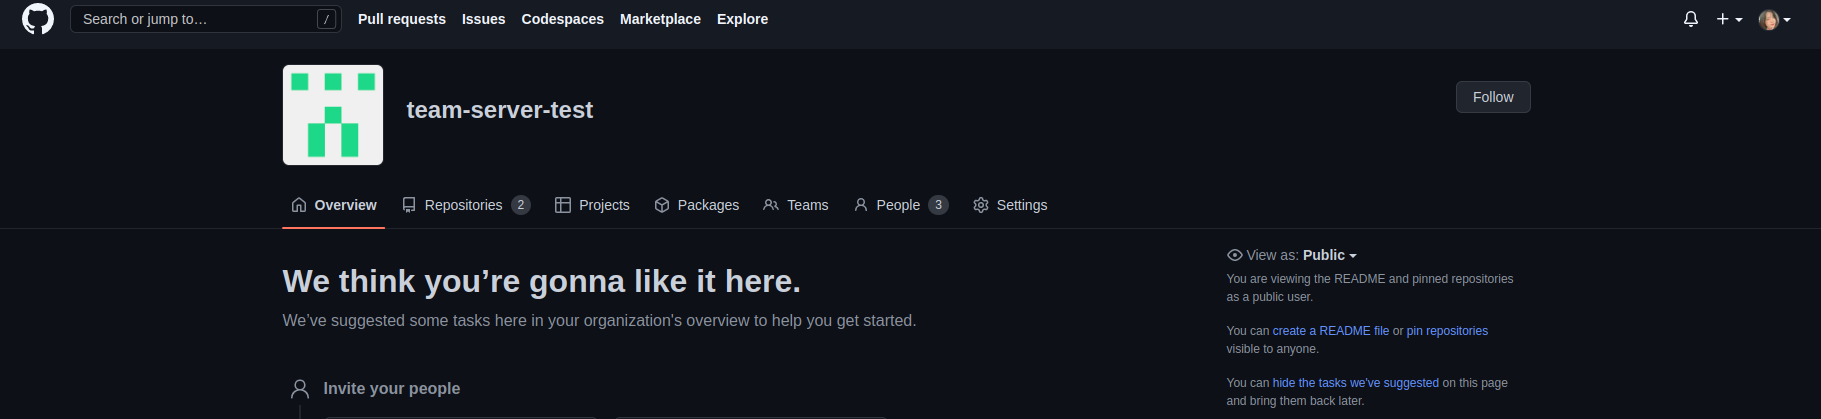 Search or jump to… /
Pull requests Issues Codespaces Marketplace Explore
team-server-test
Follow
Overview Repositories 2 Projects Packages Teams People 3 Settings
We think you’re gonna like it here.
We’ve suggested some tasks here in your organization's overview to help you get started.
Invite your people
View as: Public
You are viewing the README and pinned repositories
as a public user.
You can create a README file or pin repositories
visible to anyone.
You can hide the tasks we've suggested on this page
and bring them back later.